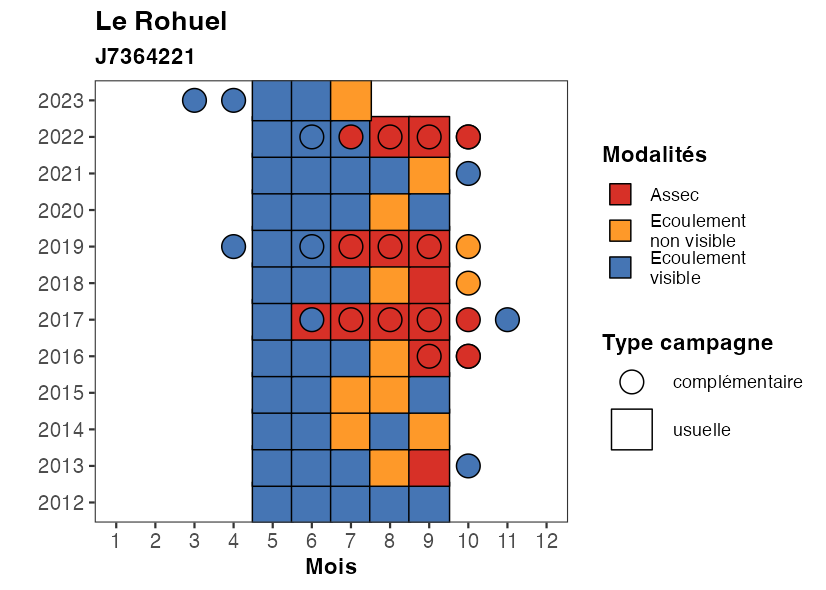 Le Rohuel
J7364221
2023
2022
2021
2020
2019
2018
2017
2016
2015
2014
2013
2012
1 2 3 4 5 6 7 8 9 10 11 12
Mois
Modalités
Assec
Ecoulement
non visible
Ecoulement
visible
Type campagne
complémentaire
usuelle